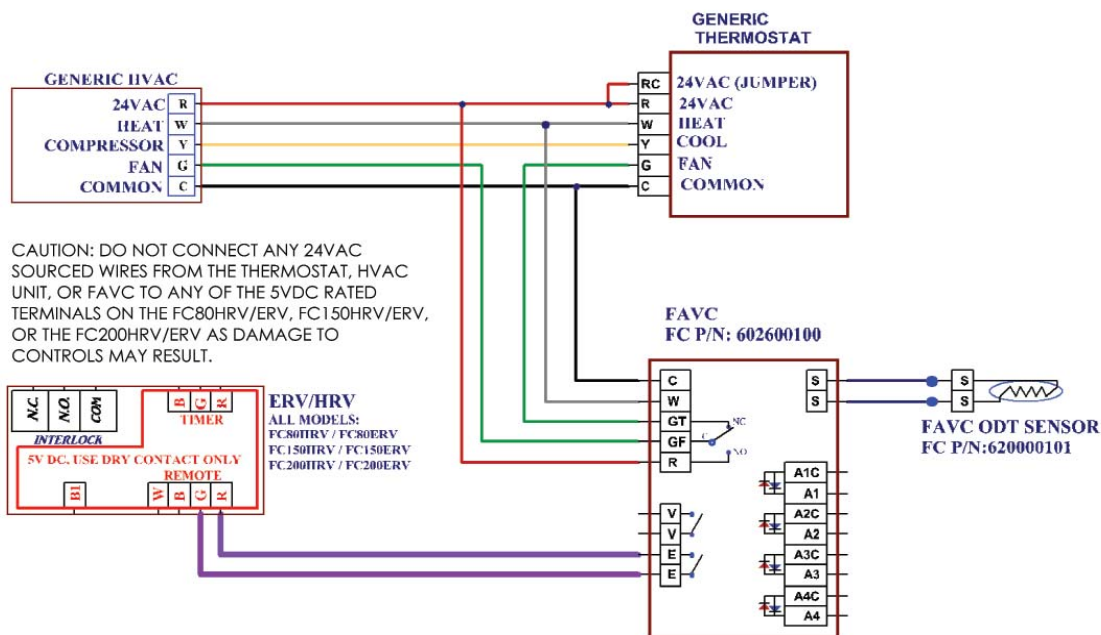 GENERIC
THERMOSTAT
GENERIC HVAC
24VAC R
HEAT W
COMPRESSOR Y
FAN G
COMMON C
RC 24VAC (JUMPER)
R 24VAC
W HEAT
Y COOL
G FAN
C COMMON
CAUTION: DO NOT CONNECT ANY 24VAC
SOURCED WIRES FROM THE THERMOSTAT, HVAC
UNIT, OR FAVC TO ANY OF THE 5VDC RATED
TERMINALS ON THE FC80HRV/ERV, FC150HRV/ERV,
OR THE FC200HRV/ERV AS DAMAGE TO
CONTROLS MAY RESULT.
N.C. N.O. COM
INTERLOCK
B G R
TIMER
5V DC. USE DRY CONTACT ONLY
REMOTE
B1 W B G R
ERV/HRV
ALL MODELS:
FC80HRV / FC80ERV
FC150HRV / FC150ERV
FC200HRV / FC200ERV
FAVC
FC P/N: 602600100
C
W
GT NC
GF C
R NO
V
V
E
E
S
S
A1C
A1
A2C
A2
A3C
A3
A4C
A4
S
S
FAVC ODT SENSOR
FC P/N:620000101